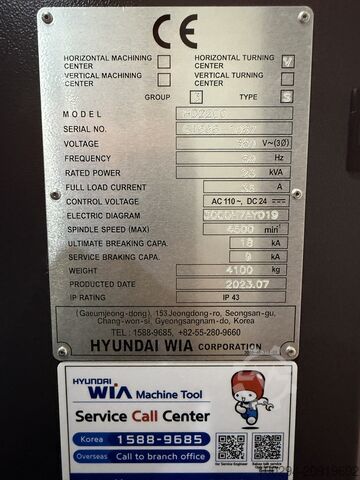 CE
HORIZONTAL MACHINING CENTER
HORIZONTAL TURNING CENTER V
VERTICAL MACHINING CENTER
VERTICAL TURNING CENTER
GROUP TYPE S
MODEL
SERIAL NO.
VOLTAGE V~(3Ø)
FREQUENCY Hz
RATED POWER kVA
FULL LOAD CURRENT A
CONTROL VOLTAGE AC 110 ~, DC 24 ⎓
ELECTRIC DIAGRAM
SPINDLE SPEED (MAX) 4500 min⁻¹
ULTIMATE BREAKING CAPA. 18 kA
SERVICE BREAKING CAPA. 9 kA
WEIGHT 4100 kg
PRODUCTED DATE 2023.07
IP RATING IP 43
(Gaeumjeong-dong), 153Jeongdong-ro, Seongsan-gu,
Chang-won-si, Gyeongsangnam-do, Korea
TEL : 1588-9685, +82-55-280-9660
HYUNDAI WIA CORPORATION
HYUNDAI
WIA Machine Tool
Service Call Center
Korea 1588-9685
Overseas Call to branch office